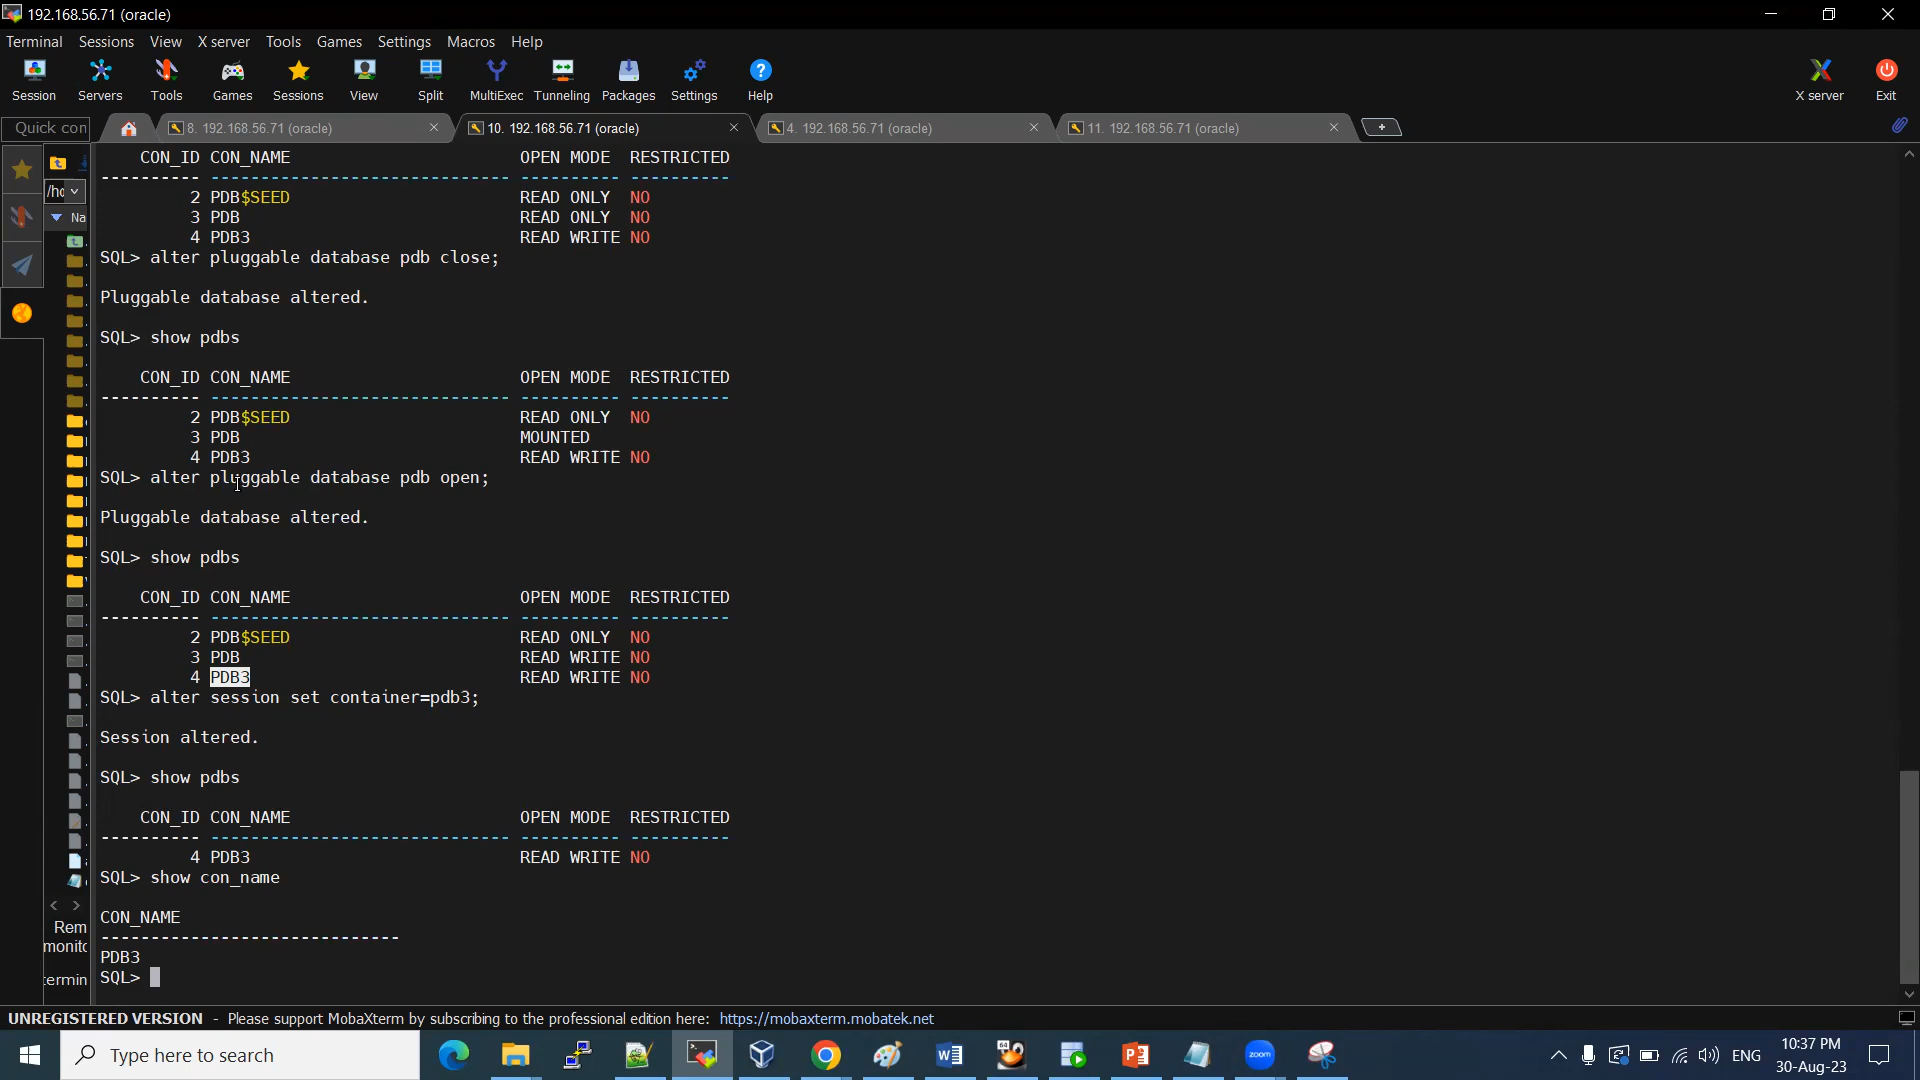 192.168.56.71 (oracle)
Terminal Sessions View X server Tools Games Settings Macros Help
Session Servers Tools Games Sessions View Split MultiExec Tunneling Packages Settings Help X server Exit
Quick con
8. 192.168.56.71 (oracle) 10. 192.168.56.71 (oracle) 4. 192.168.56.71 (oracle) 11. 192.168.56.71 (oracle)
/ho
Na
CON_ID CON_NAME OPEN MODE RESTRICTED
---------- ------------------------------ ---------- ----------
2 PDB$SEED READ ONLY NO
3 PDB READ ONLY NO
4 PDB3 READ WRITE NO
SQL> alter pluggable database pdb close;
Pluggable database altered.
SQL> show pdbs
CON_ID CON_NAME OPEN MODE RESTRICTED
---------- ------------------------------ ---------- ----------
2 PDB$SEED READ ONLY NO
3 PDB MOUNTED
4 PDB3 READ WRITE NO
SQL> alter pluggable database pdb open;
Pluggable database altered.
SQL> show pdbs
CON_ID CON_NAME OPEN MODE RESTRICTED
---------- ------------------------------ ---------- ----------
2 PDB$SEED READ ONLY NO
3 PDB READ WRITE NO
4 PDB3 READ WRITE NO
SQL> alter session set container=pdb3;
Session altered.
SQL> show pdbs
CON_ID CON_NAME OPEN MODE RESTRICTED
---------- ------------------------------ ---------- ----------
4 PDB3 READ WRITE NO
SQL> show con_name
CON_NAME
------------------------------
PDB3
SQL>
Rem
monito
termin
UNREGISTERED VERSION - Please support MobaXterm by subscribing to the professional edition here: https://mobaxterm.mobatek.net
Type here to search
zoom
ENG
10:37 PM
30-Aug-23